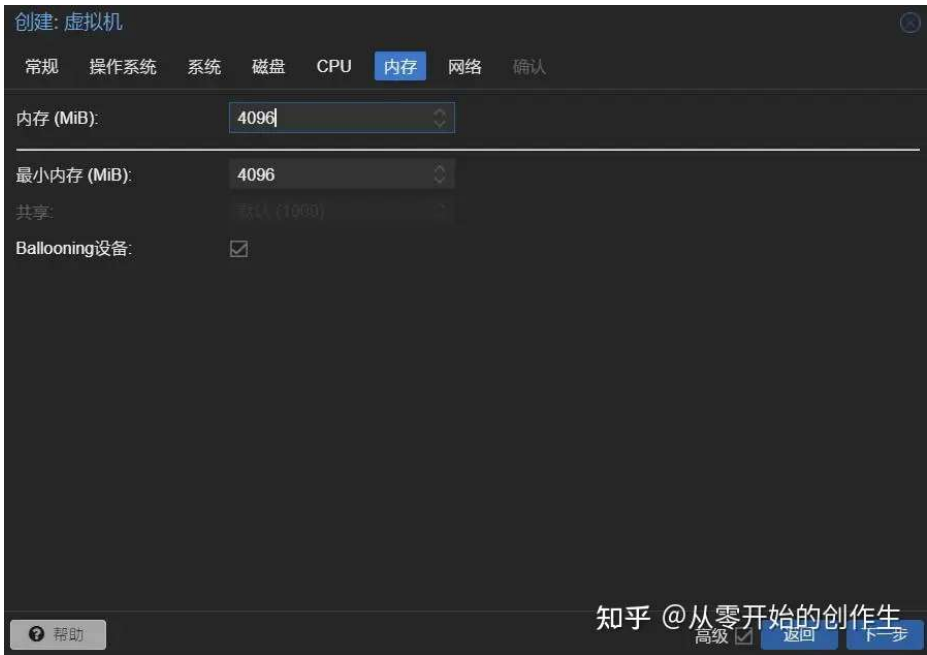 创建: 虚拟机
常规 操作系统 系统 磁盘 CPU 内存 网络 确认
内存 (MiB): 4096
最小内存 (MiB): 4096
共享: 默认 (1000)
Ballooning设备:
知乎 @从零开始的创作生
帮助 高级 返回 下一步